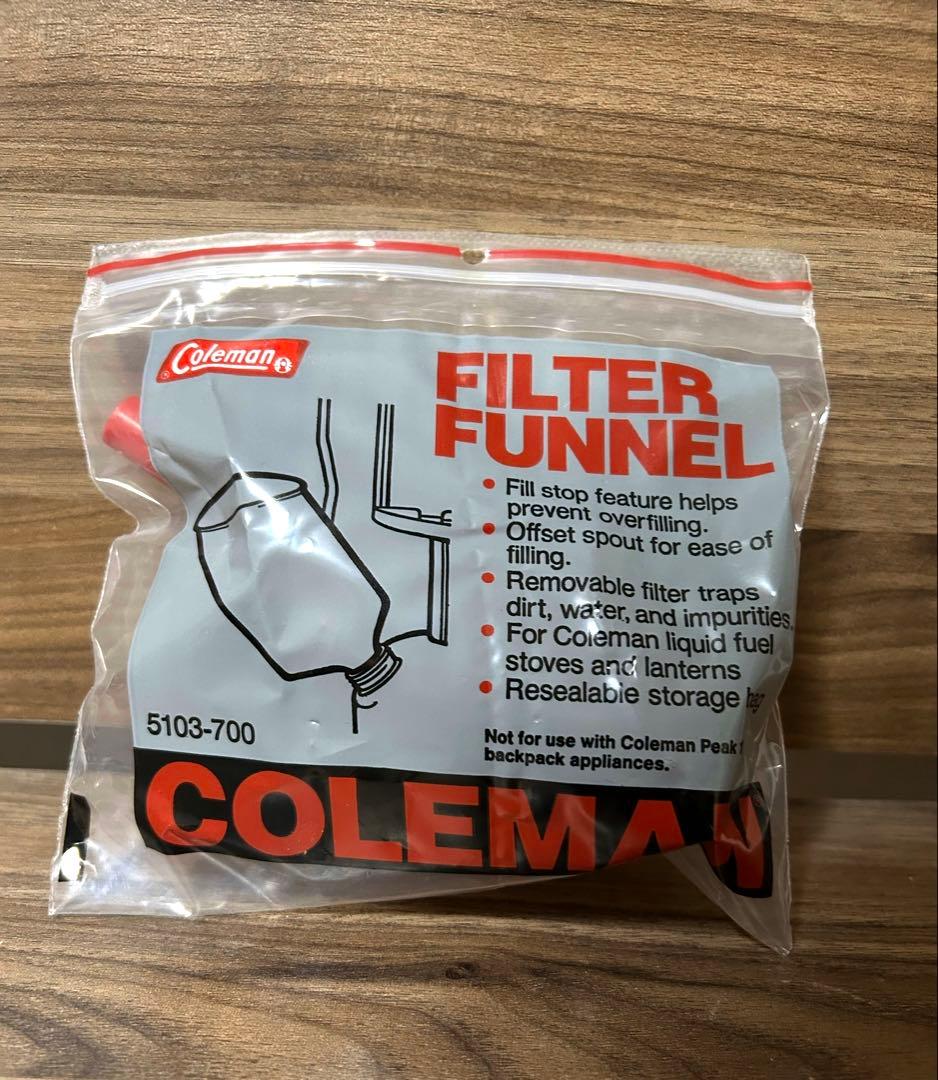 Coleman
FILTER
FUNNEL
• Fill stop feature helps
prevent overfilling.
• Offset spout for ease of
filling.
• Removable filter traps
dirt, water, and impurities.
• For Coleman liquid fuel
stoves and lanterns
• Resealable storage bag
5103-700
Not for use with Coleman Peak 1
backpack appliances.
COLEMAN